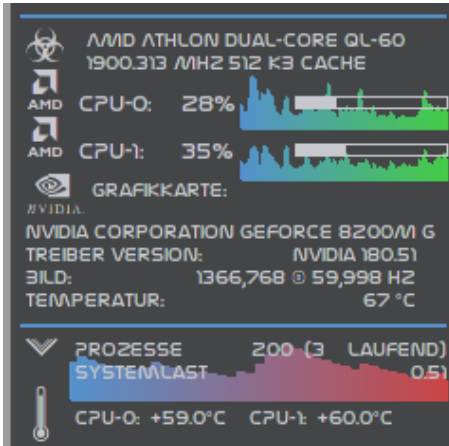 AMD ATHLON DUAL-CORE QL-60
1900.313 MHZ 512 KB CACHE
AMD CPU-0: 28%
AMD CPU-1: 35%
GRAFIKKARTE:
NVIDIA.
NVIDIA CORPORATION GEFORCE 8200M G
TREIBER VERSION: NVIDIA 180.51
BILD: 1366,768 @ 59,998 HZ
TEMPERATUR: 67 °C
PROZESSE 200 (3 LAUFEND)
SYSTEMLAST 0.51
CPU-0: +59.0°C CPU-1: +60.0°C